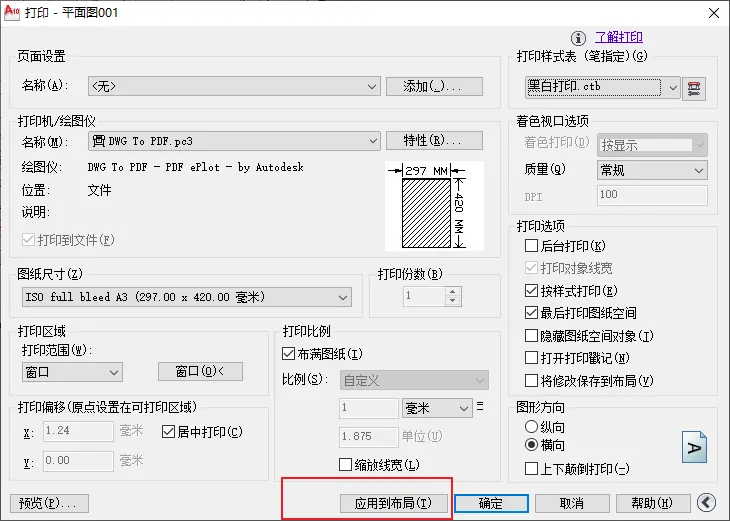 打印 - 平面图001
了解打印
页面设置
名称(A): <无> 添加(.)...
打印机/绘图仪
名称(M): DWG To PDF.pc3 特性(R)...
绘图仪: DWG To PDF - PDF ePlot - by Autodesk
位置: 文件
说明:
打印到文件(F)
297 MM
420 MM
图纸尺寸(Z)
ISO full bleed A3 (297.00 x 420.00 毫米)
打印份数(B)
1
打印区域
打印范围(W):
窗口 窗口(O)<
打印比例
布满图纸(I)
比例(S): 自定义
1 毫米 =
1.875 单位(U)
缩放线宽(L)
打印偏移(原点设置在可打印区域)
X: 1.24 毫米 居中打印(C)
Y: 0.00 毫米
打印样式表 (笔指定)(G)
黑白打印.ctb
着色视口选项
着色打印(D) 按显示
质量(Q) 常规
DPI 100
打印选项
后台打印(K)
打印对象线宽
按样式打印(E)
最后打印图纸空间
隐藏图纸空间对象(J)
打开打印戳记(N)
将修改保存到布局(V)
图形方向
纵向
横向
上下颠倒打印(-)
A
预览(P)... 应用到布局(T) 确定 取消 帮助(H)